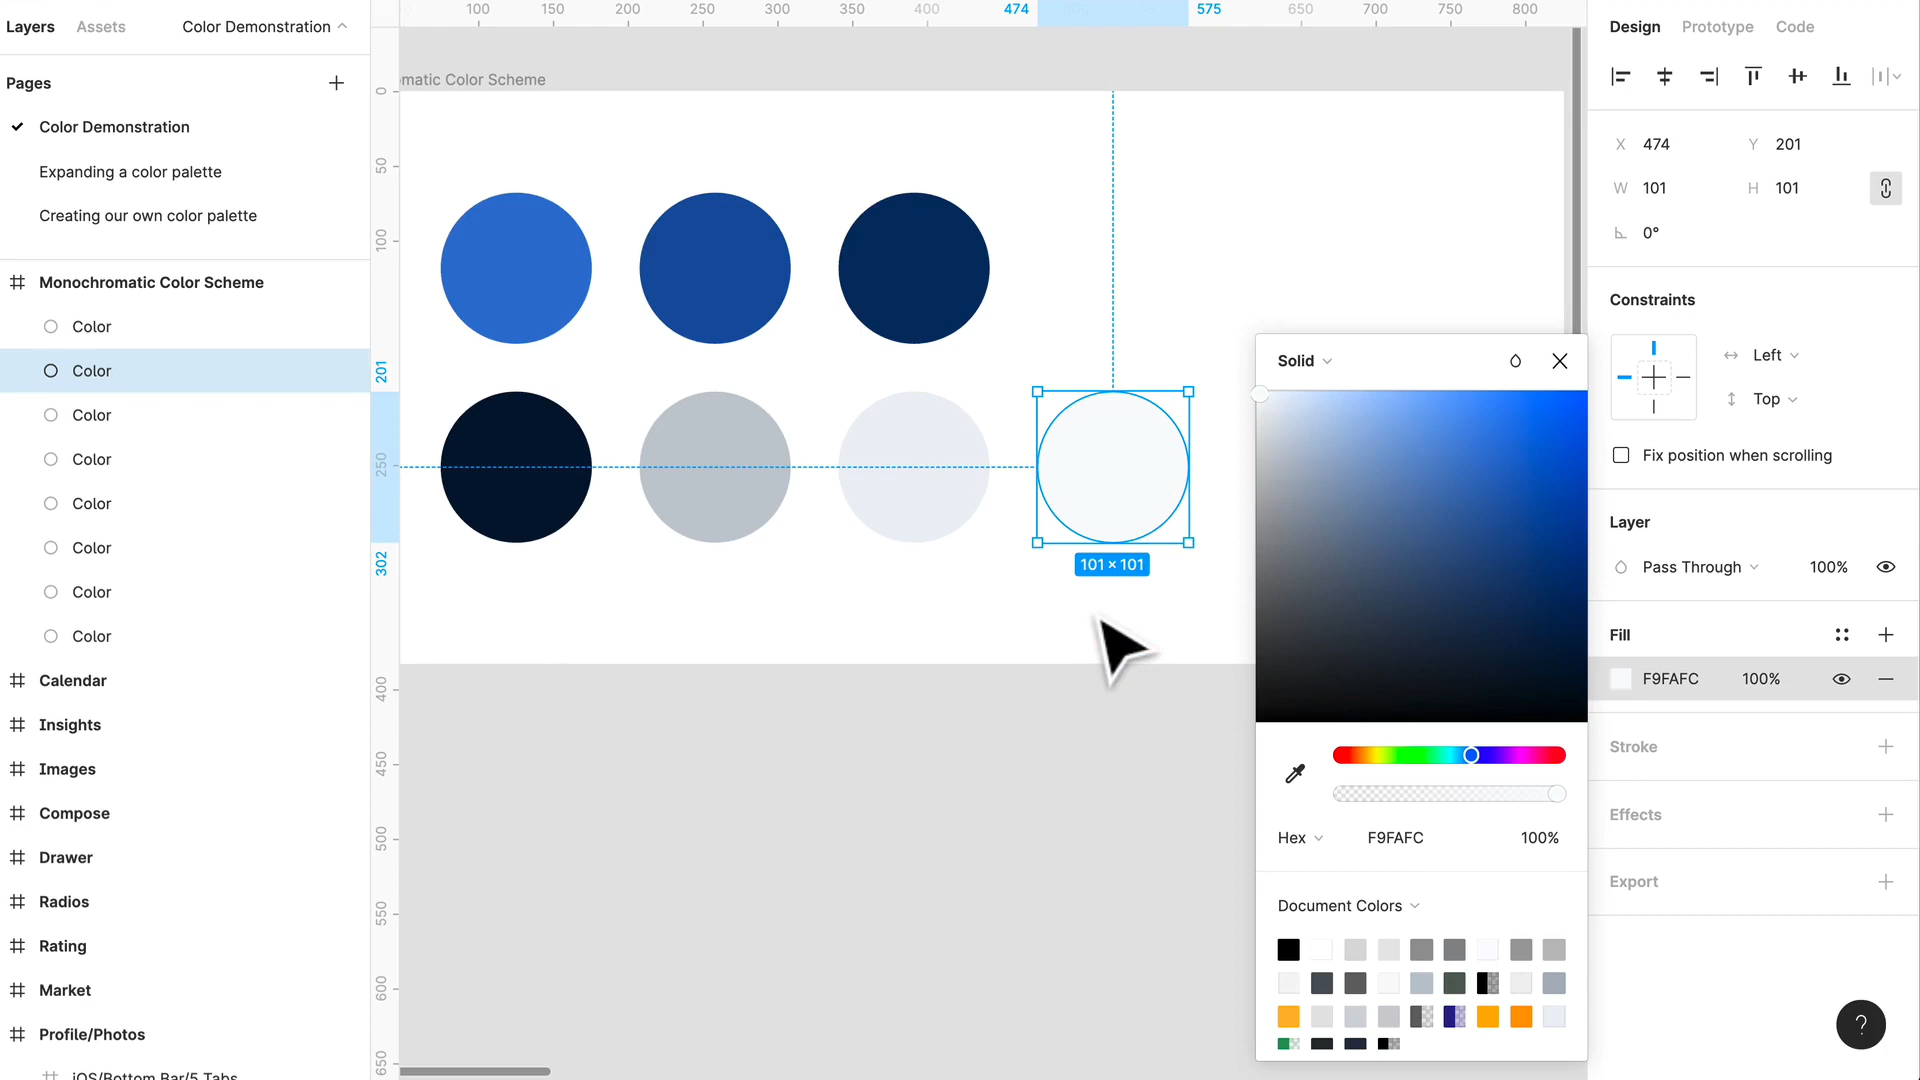 Layers
Assets
Color Demonstration
Pages
Color Demonstration
Expanding a color palette
Creating our own color palette
Monochromatic Color Scheme
Color
Color
Color
Color
Color
Color
Color
Color
Calendar
Insights
Images
Compose
Drawer
Radios
Rating
Market
Profile/Photos
iOS/Bottom Bar/5 Tabs
100 150 200 250 300 350 400 474 575 650 700 750 800
omatic Color Scheme
0
50
100
201
250
302
400
450
500
550
600
650
101 × 101
Solid
Hex F9FAFC 100%
Document Colors
Design Prototype Code
X 474 Y 201
W 101 H 101
0°
Constraints
Left
Top
Fix position when scrolling
Layer
Pass Through 100%
Fill
F9FAFC 100%
Stroke
Effects
Export
?